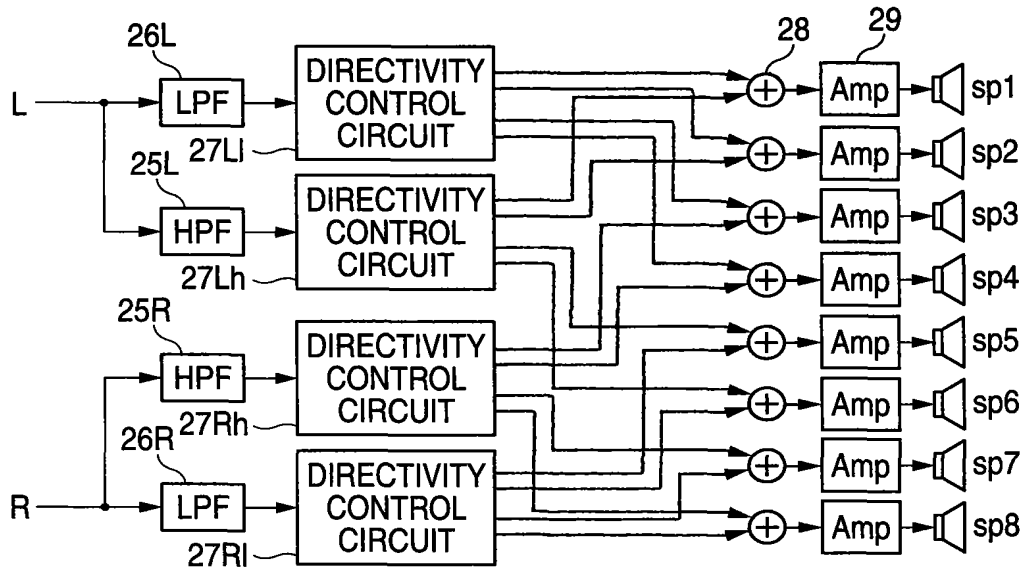 26L
28
29
L
LPF
DIRECTIVITY
CONTROL
CIRCUIT
27Ll
+
Amp
sp1
+
Amp
sp2
25L
HPF
DIRECTIVITY
CONTROL
CIRCUIT
27Lh
+
Amp
sp3
+
Amp
sp4
25R
HPF
DIRECTIVITY
CONTROL
CIRCUIT
27Rh
+
Amp
sp5
+
Amp
sp6
26R
R
LPF
DIRECTIVITY
CONTROL
CIRCUIT
27Rl
+
Amp
sp7
+
Amp
sp8